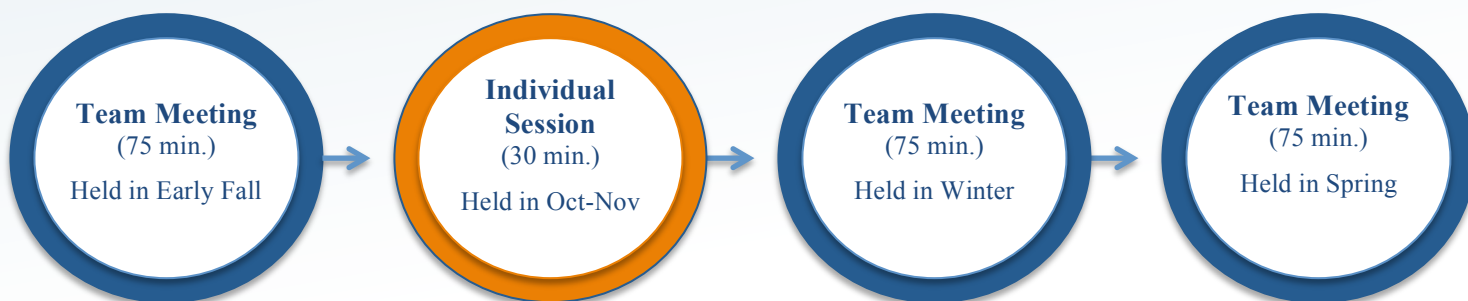 Team Meeting
(75 min.)
Held in Early Fall
Individual
Session
(30 min.)
Held in Oct-Nov
Team Meeting
(75 min.)
Held in Winter
Team Meeting
(75 min.)
Held in Spring